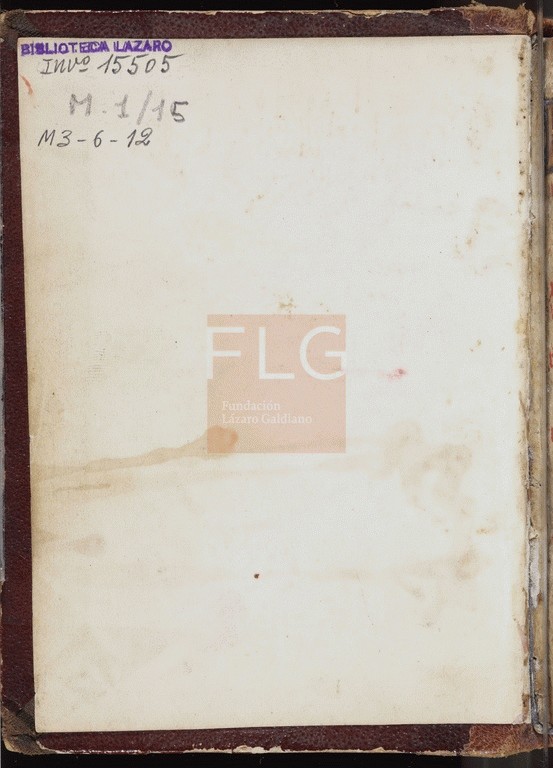 BIBLIOTECA LAZARO
Invº 15505
M. 1/15
M3-6-12
FLG
Fundación
Lázaro Galdiano